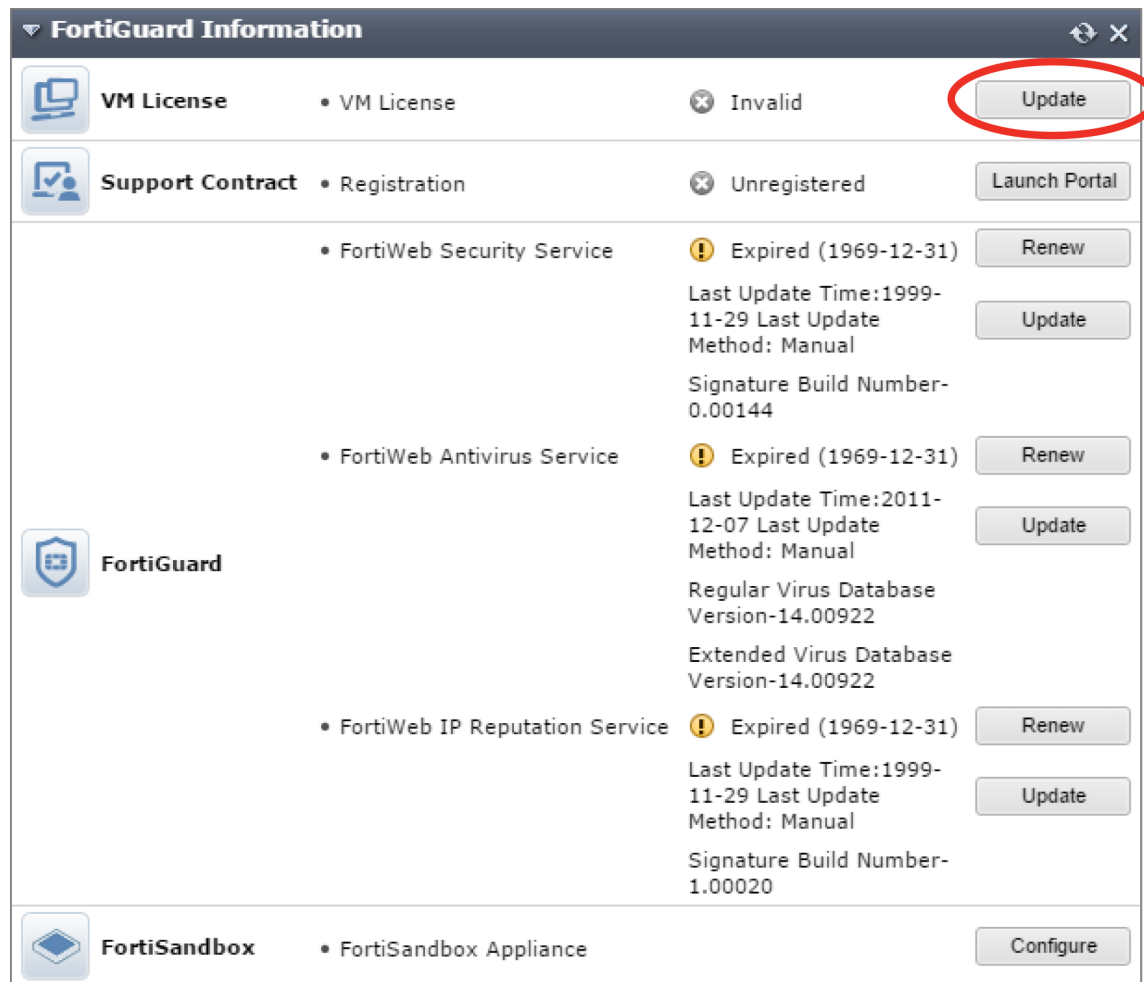 FortiGuard Information
VM License • VM License Invalid Update
Support Contract • Registration Unregistered Launch Portal
FortiGuard
• FortiWeb Security Service Expired (1969-12-31) Renew
Last Update Time:1999-
11-29 Last Update
Method: Manual
Update
Signature Build Number-
0.00144
• FortiWeb Antivirus Service Expired (1969-12-31) Renew
Last Update Time:2011-
12-07 Last Update
Method: Manual
Update
Regular Virus Database
Version-14.00922
Extended Virus Database
Version-14.00922
• FortiWeb IP Reputation Service Expired (1969-12-31) Renew
Last Update Time:1999-
11-29 Last Update
Method: Manual
Update
Signature Build Number-
1.00020
FortiSandbox • FortiSandbox Appliance Configure